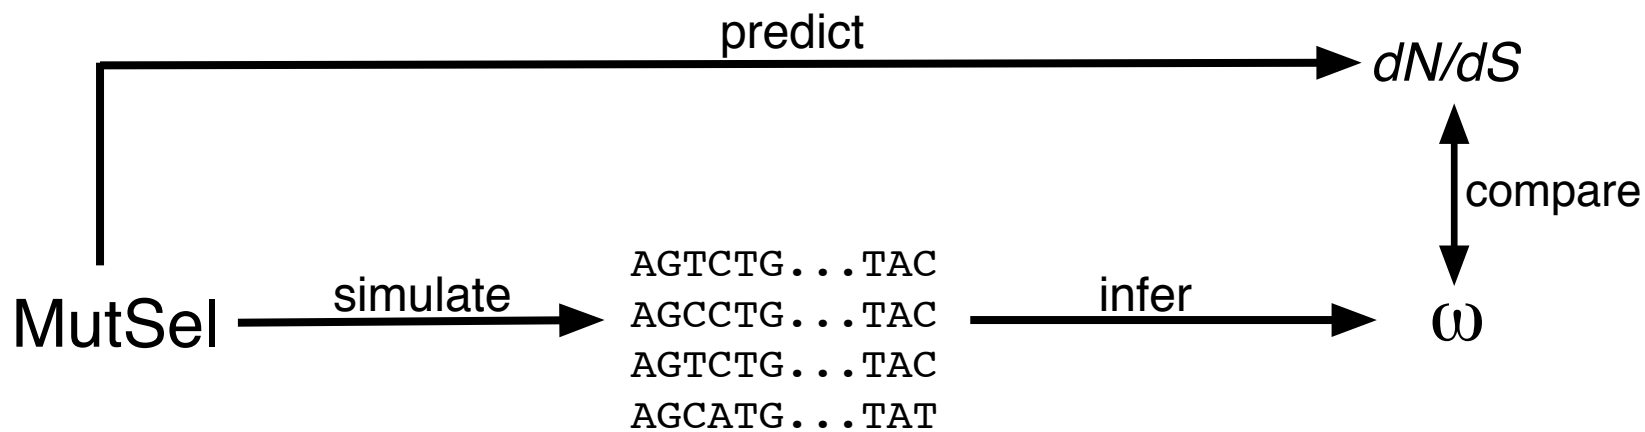 predict
dN/dS
compare
AGTCTG...TAC
MutSel simulate AGCCTG...TAC infer ω
AGTCTG...TAC
AGCATG...TAT